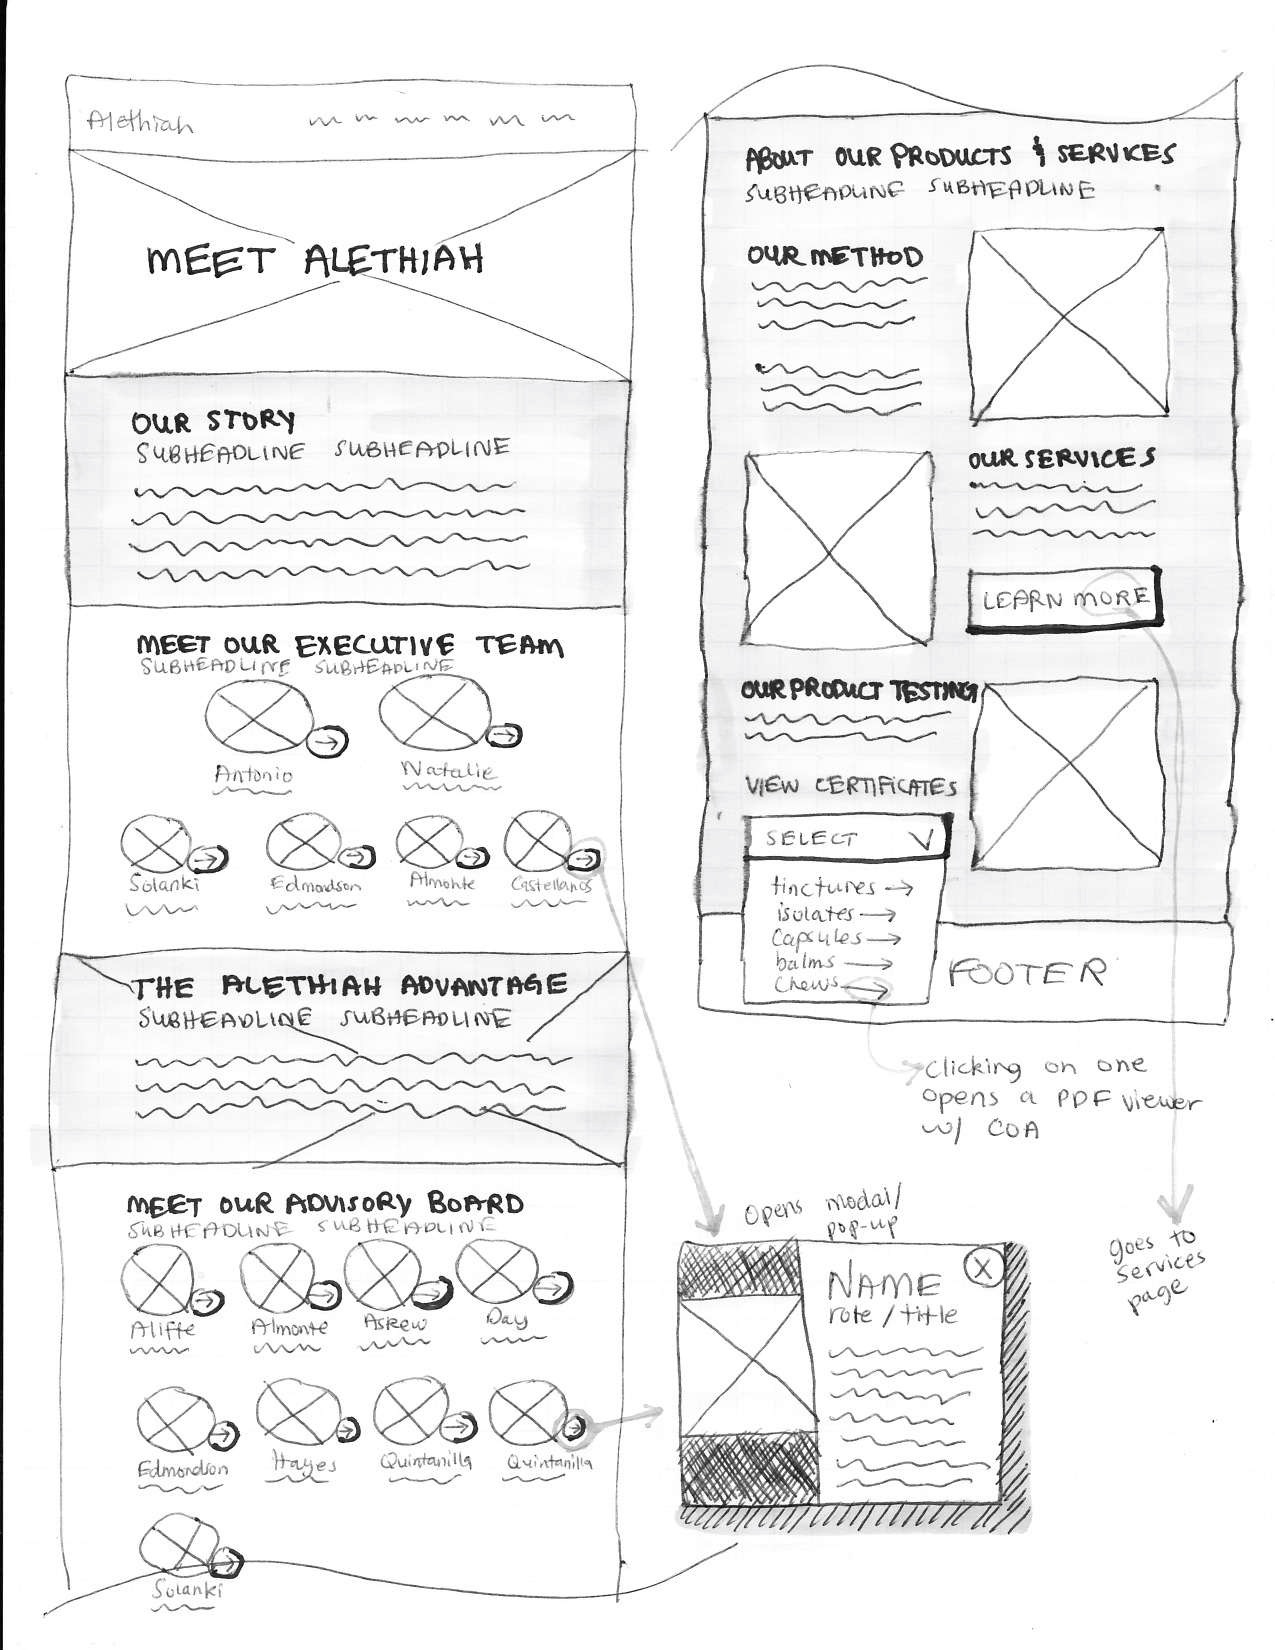 Alethiah
MEET ALETHIAH
OUR STORY
SUBHEADLINE SUBHEADLINE
MEET OUR EXECUTIVE TEAM
SUBHEADLINE SUBHEADLINE
Antonio Natalie
Solanki Edmondson Almonte Castellanos
THE ALETHIAH ADVANTAGE
SUBHEADLINE SUBHEADLINE
MEET OUR ADVISORY BOARD
SUBHEADLINE SUBHEADLINE
Almonte Askew Day
Edmondson Hayes Quintanilla Quintanilla
Solanki
ABOUT OUR PRODUCTS & SERVICES
SUBHEADLINE SUBHEADLINE
OUR METHOD
OUR SERVICES
LEARN MORE
OUR PRODUCT TESTING
VIEW CERTIFICATES
SELECT
tinctures →
isolates →
Capsules →
balms →
Chews →
FOOTER
Clicking on one
opens a PDF viewer
w/ COA
Opens modal/
pop-up
NAME
X
role / title
goes to
services
page